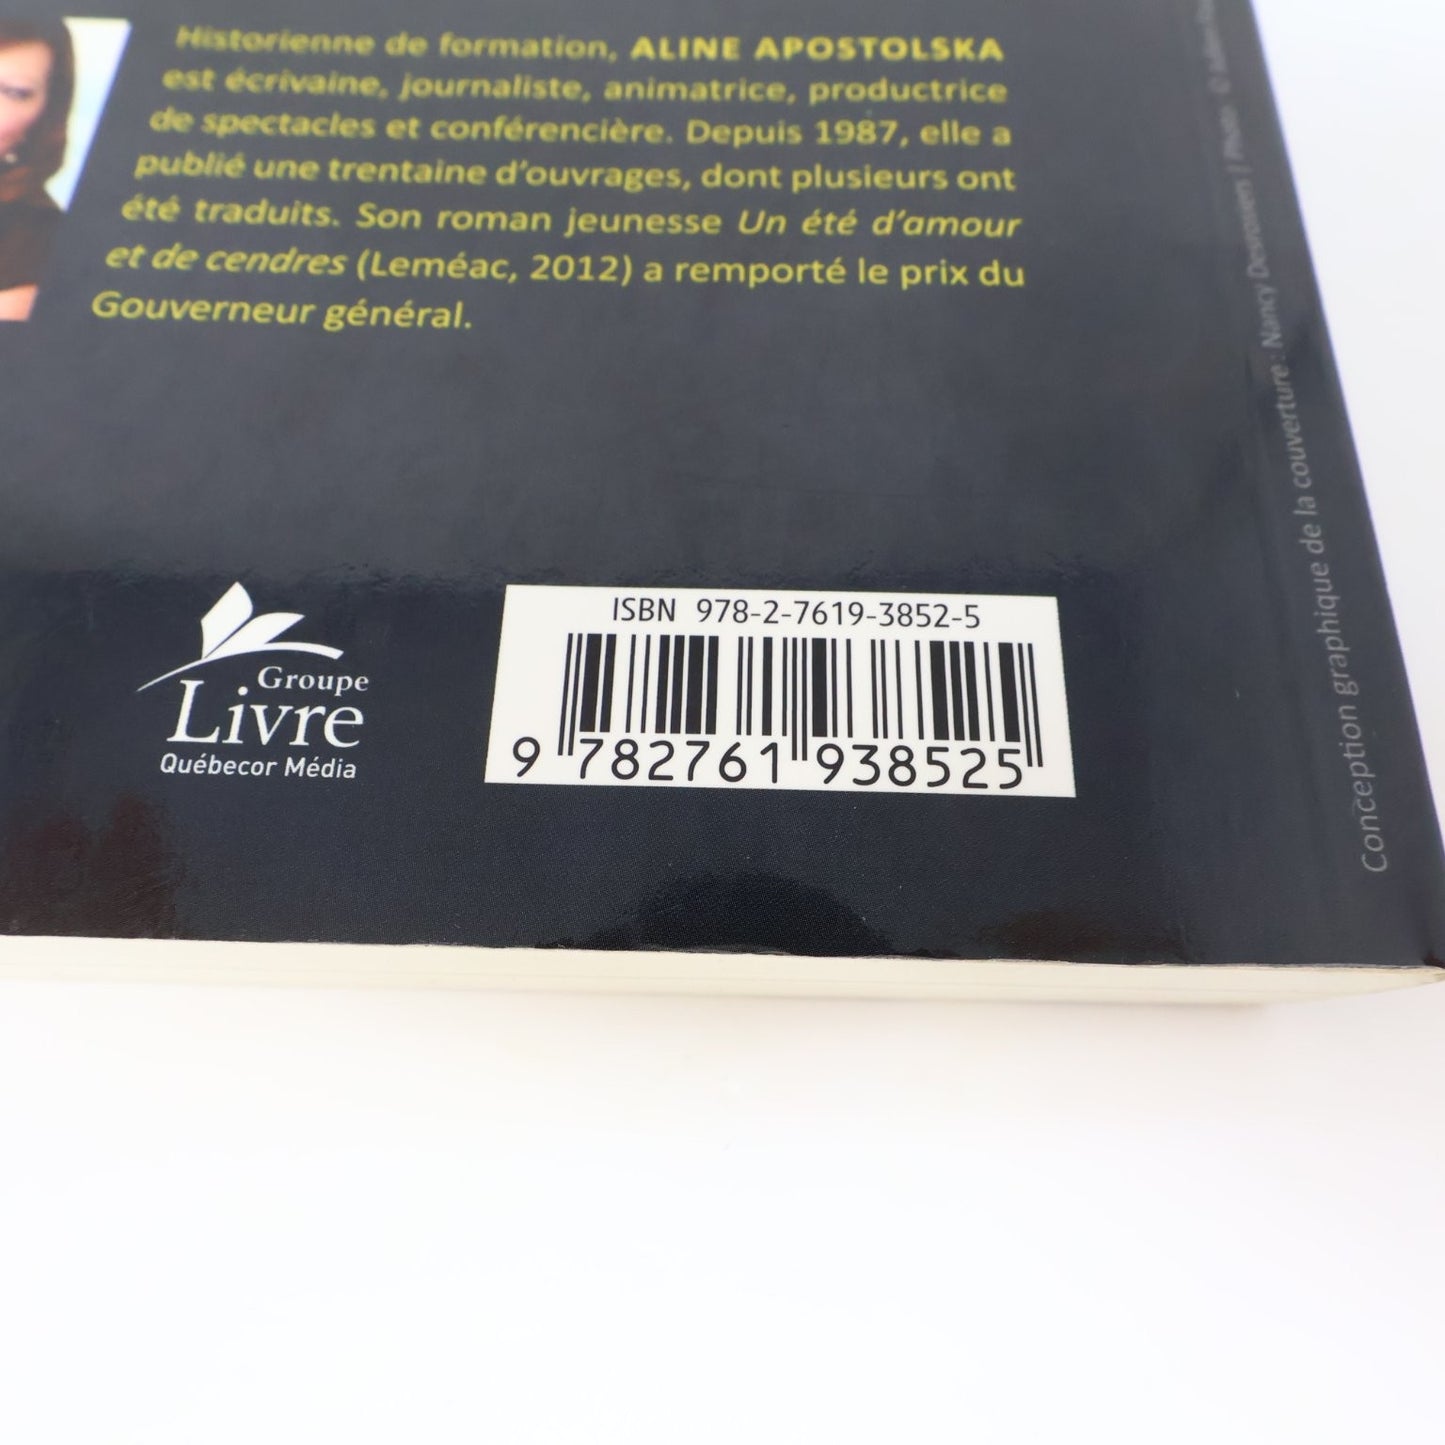 Historienne de formation, ALINE APOSTOLSKA
est écrivaine, journaliste, animatrice, productrice
de spectacles et conférencière. Depuis 1987, elle a
publié une trentaine d'ouvrages, dont plusieurs ont
été traduits. Son roman jeunesse Un été d'amour
et de cendres (Leméac, 2012) a remporté le prix du
Gouverneur général.
Groupe
Livre
Québecor Média
ISBN 978-2-7619-3852-5
9 782761 938525
Conception graphique de la couverture : Nancy Desrosiers | Photo : ©